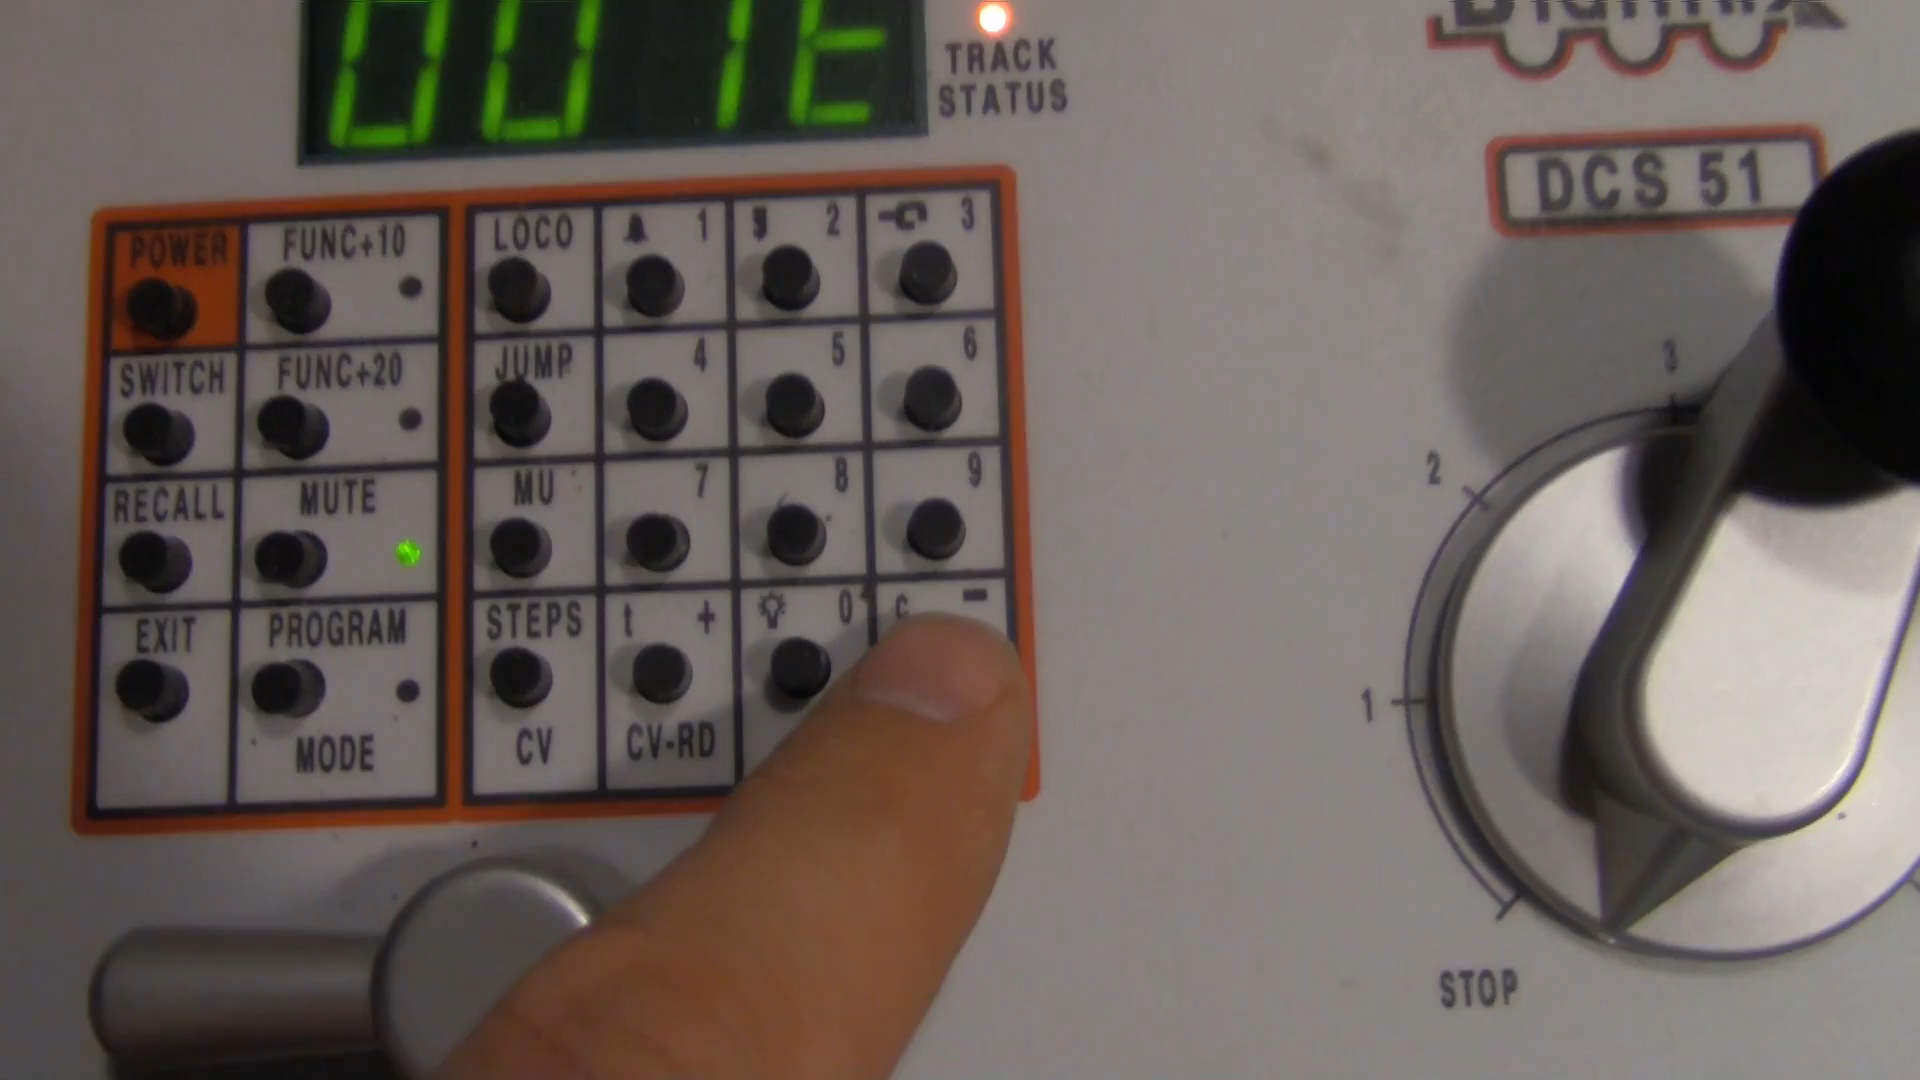 001t
TRACK
STATUS
DCS 51
POWER
FUNC+10
LOCO
1
2
3
SWITCH
FUNC+20
JUMP
4
5
6
RECALL
MUTE
MU
7
8
9
EXIT
PROGRAM
MODE
STEPS
CV
t +
CV-RD
0
c -
3
2
1
STOP